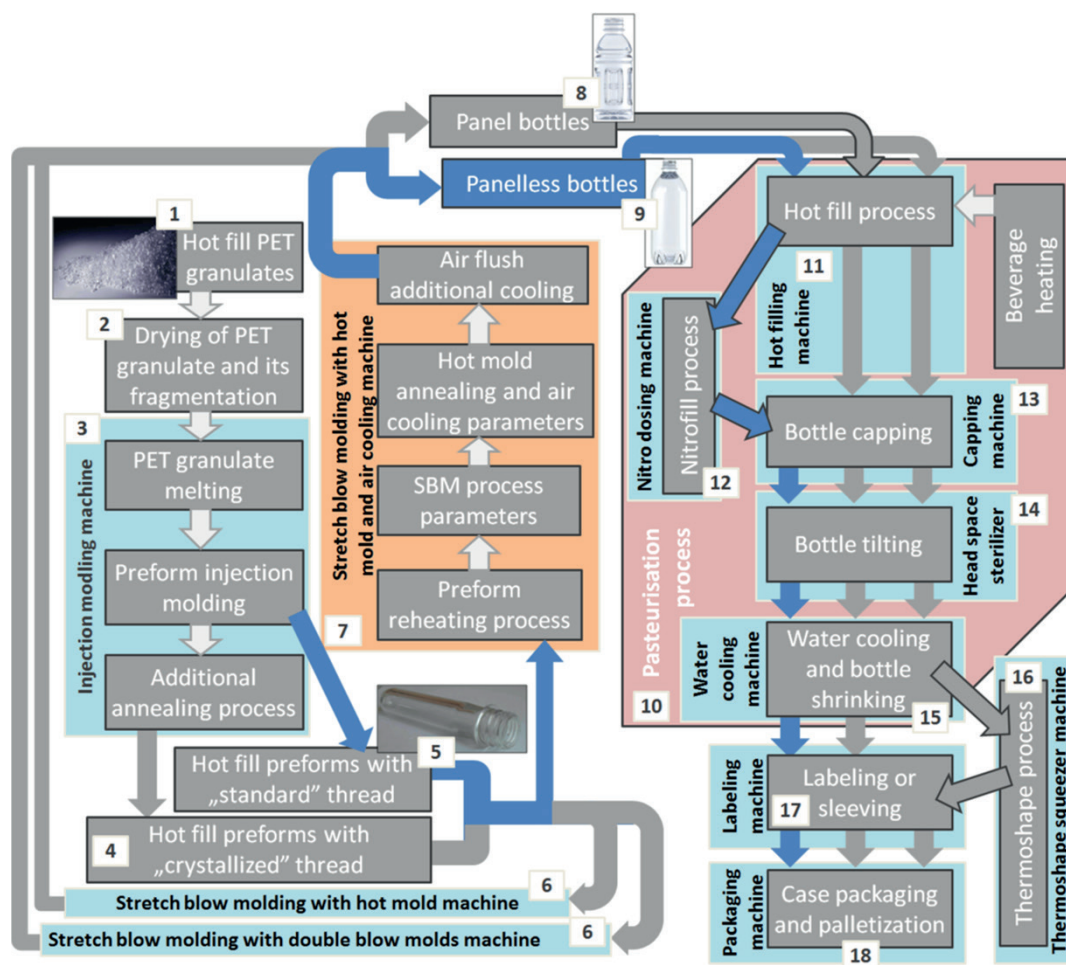 8
Panel bottles
Panelless bottles
9
1
Hot fill PET
granulates
2
Drying of PET
granulate and its
fragmentation
3
PET granulate
melting
Preform injection
molding
Additional
annealing process
Injection modling machine
5
Hot fill preforms with
„standard” thread
4
Hot fill preforms with
„crystallized” thread
6
Stretch blow molding with hot mold machine
Stretch blow molding with double blow molds machine
6
Air flush
additional cooling
Hot mold
annealing and air
cooling parameters
SBM process
parameters
Preform
reheating process
7
Stretch blow molding with hot
mold and air cooling machine
Hot fill process
11
Hot filling
machine
Beverage
heating
Nitro dosing machine
Nitrofill process
12
13
Bottle capping
Capping
machine
14
Bottle tilting
Head space
sterilizer
Pasteurisation
process
10
Water cooling
machine
Water cooling
and bottle
shrinking
15
16
Thermoshape process
Thermoshape squeezer machine
Labeling
machine
17
Labeling or
sleeving
Packaging
machine
Case packaging
and palletization
18